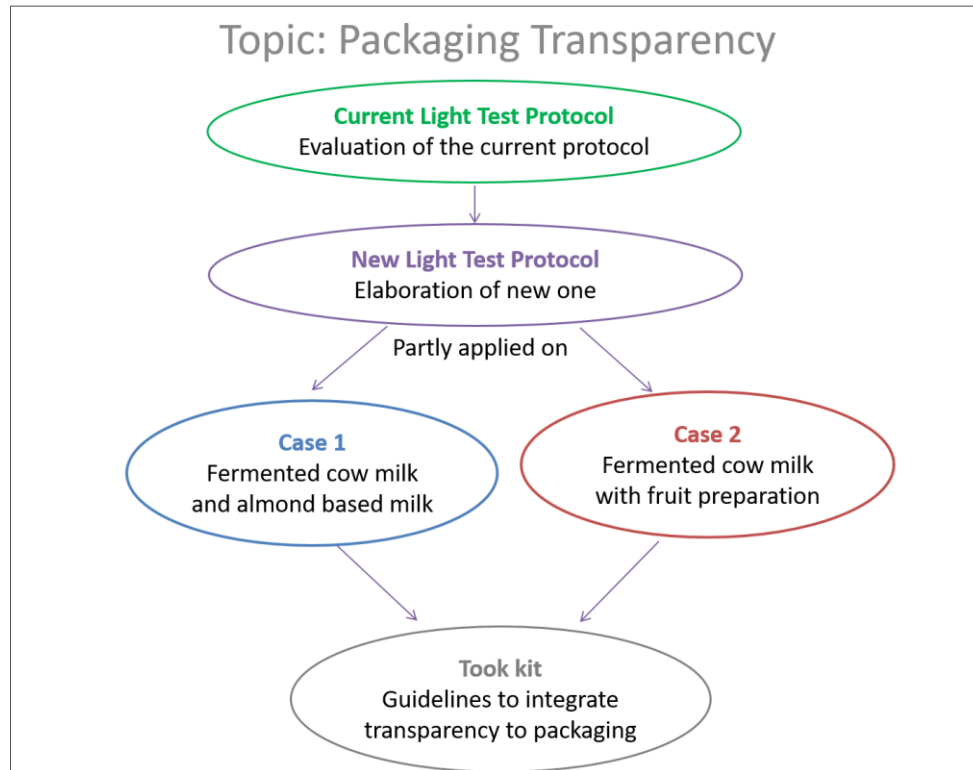 Topic: Packaging Transparency
Current Light Test Protocol
Evaluation of the current protocol
New Light Test Protocol
Elaboration of new one
Partly applied on
Case 1
Fermented cow milk
and almond based milk
Case 2
Fermented cow milk
with fruit preparation
Took kit
Guidelines to integrate
transparency to packaging